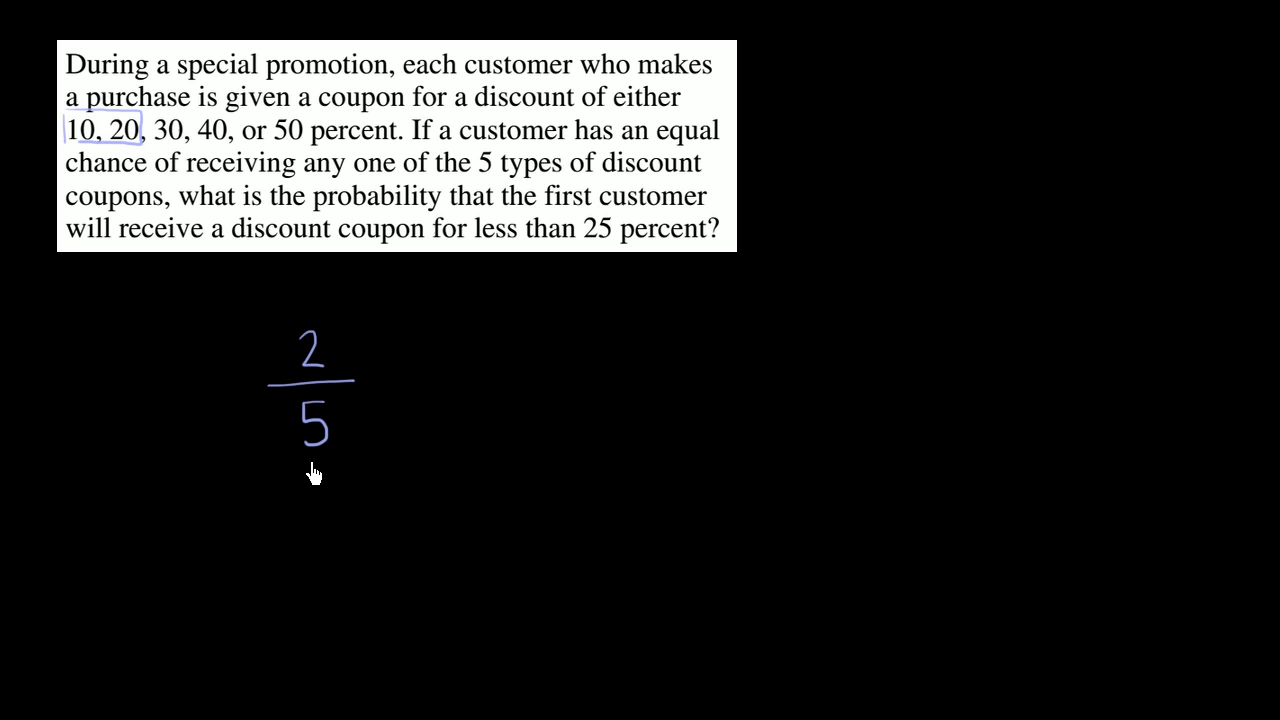 During a special promotion, each customer who makes
a purchase is given a coupon for a discount of either
10, 20, 30, 40, or 50 percent. If a customer has an equal
chance of receiving any one of the 5 types of discount
coupons, what is the probability that the first customer
will receive a discount coupon for less than 25 percent?
2
5